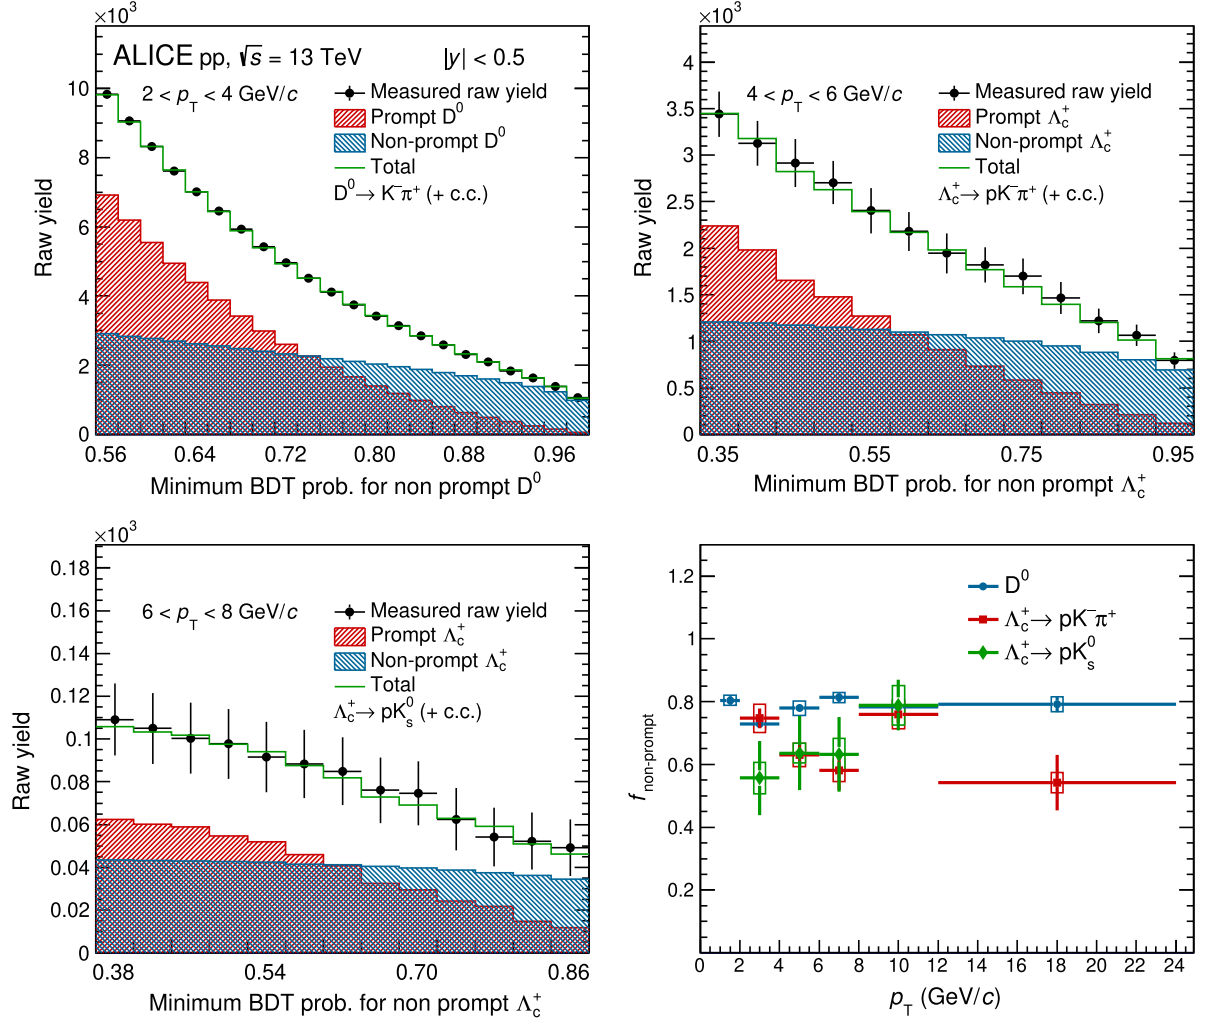 ×10³
ALICE pp, √s = 13 TeV |y| < 0.5
2 < p_T < 4 GeV/c
Measured raw yield
Prompt D⁰
Non-prompt D⁰
Total
D⁰→ K⁻π⁺ (+ c.c.)
Raw yield
10
8
6
4
2
0
0.56 0.64 0.72 0.80 0.88 0.96
Minimum BDT prob. for non prompt D⁰
×10³
4 < p_T < 6 GeV/c
Measured raw yield
Prompt Λc⁺
Non-prompt Λc⁺
Total
Λc⁺→ pK⁻π⁺ (+ c.c.)
Raw yield
4
3.5
3
2.5
2
1.5
1
0.5
0
0.35 0.55 0.75 0.95
Minimum BDT prob. for non prompt Λc⁺
×10³
6 < p_T < 8 GeV/c
Measured raw yield
Prompt Λc⁺
Non-prompt Λc⁺
Total
Λc⁺→ pK⁰s (+ c.c.)
Raw yield
0.18
0.16
0.14
0.12
0.1
0.08
0.06
0.04
0.02
0
0.38 0.54 0.70 0.86
Minimum BDT prob. for non prompt Λc⁺
D⁰
Λc⁺→ pK⁻π⁺
Λc⁺→ pK⁰s
f non-prompt
1.2
1
0.8
0.6
0.4
0.2
0 2 4 6 8 10 12 14 16 18 20 22 24
p_T (GeV/c)